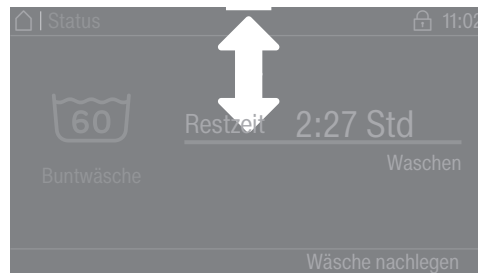 | Status 11:02
60
Restzeit 2:27 Std
Waschen
Buntwäsche
Wäsche nachlegen